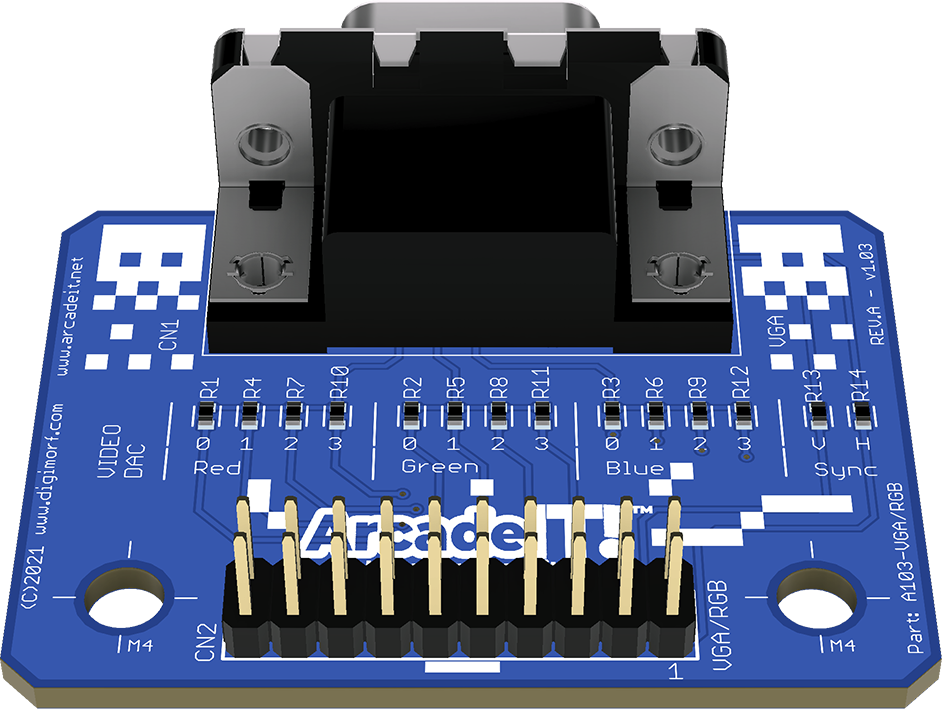 www.arcadeit.net
CN1
VGA
REV.A - v1.03
R1 R4 R7 R10 R2 R5 R8 R11 R3 R6 R9 R12 R13 R14
VIDEO
DAC
0 1 2 3 0 1 2 3 0 1 2 3 V H
Red Green Blue Sync
(C)2021 www.digimorf.com
ArcadeIT!™
Part: A103-VGA/RGB
M4
M4
CN2
VGA/RGB
1